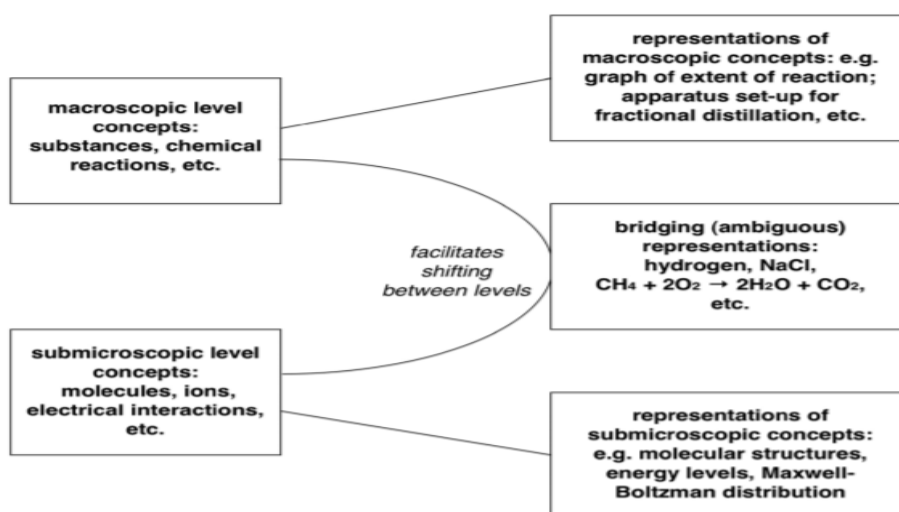 macroscopic level
concepts:
substances, chemical
reactions, etc.
representations of
macroscopic concepts: e.g.
graph of extent of reaction;
apparatus set-up for
fractional distillation, etc.
facilitates
shifting
between levels
bridging (ambiguous)
representations:
hydrogen, NaCl,
CH₄ + 2O₂ → 2H₂O + CO₂,
etc.
submicroscopic level
concepts:
molecules, ions,
electrical interactions,
etc.
representations of
submicroscopic concepts:
e.g. molecular structures,
energy levels, Maxwell-
Boltzman distribution